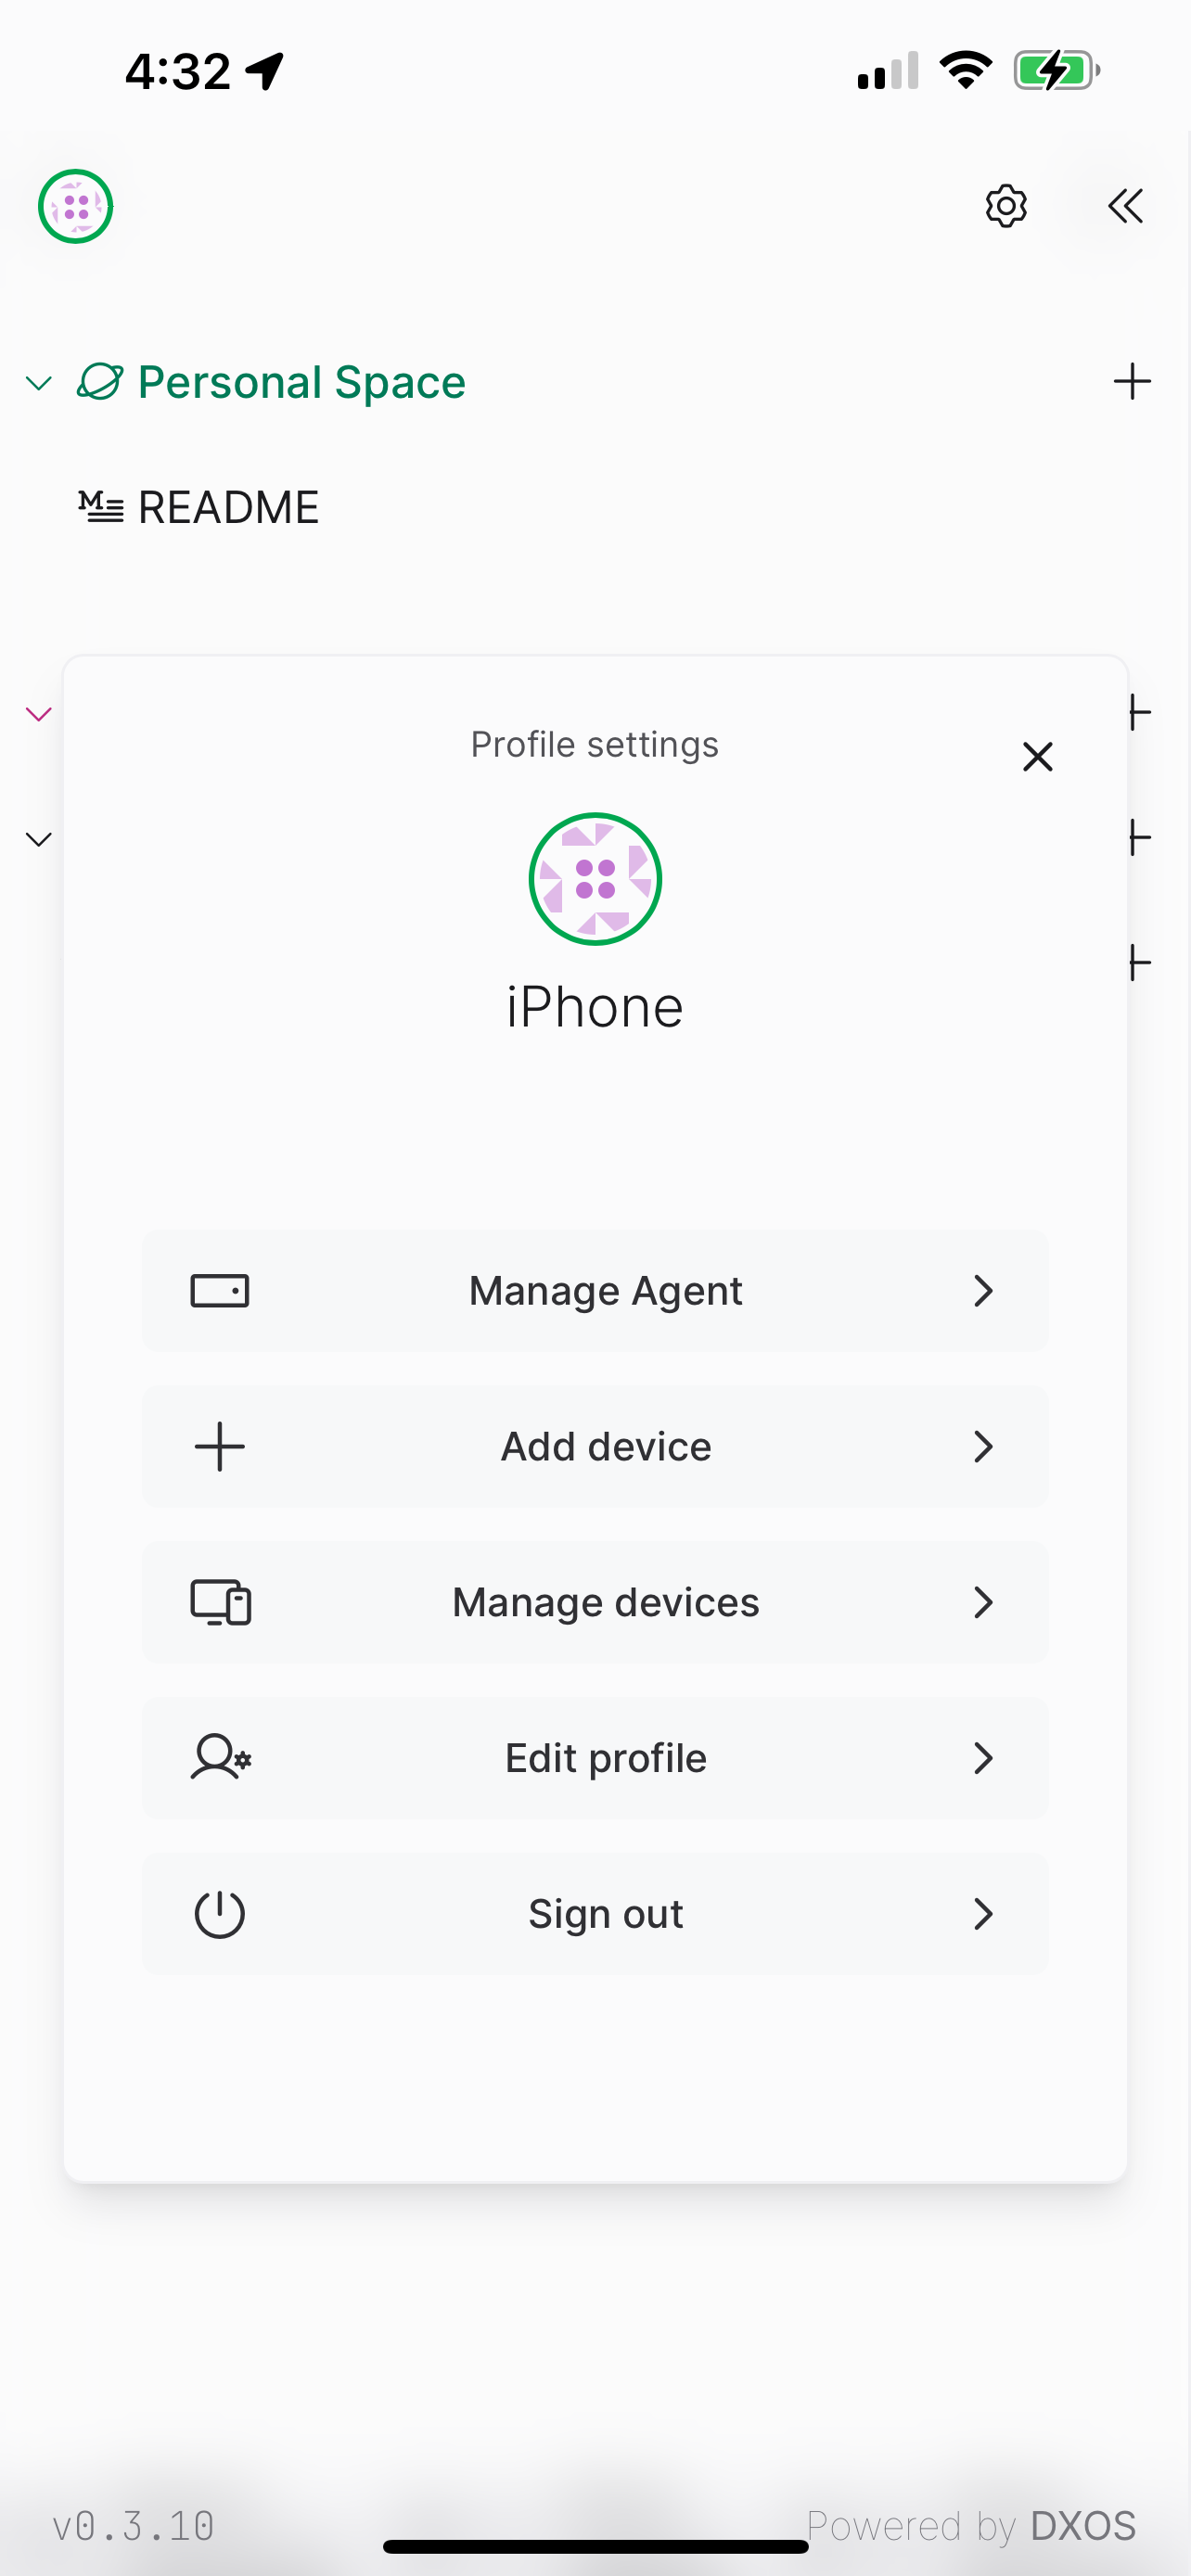 4:32
Personal Space
README
Profile settings
iPhone
Manage Agent
Add device
Manage devices
Edit profile
Sign out
v0.3.10
Powered by DXOS